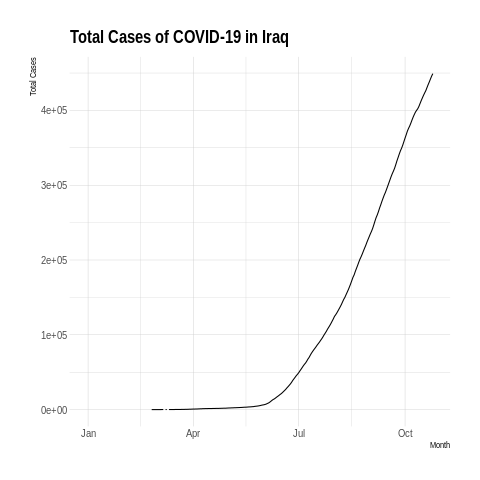 Total Cases of COVID-19 in Iraq
Total Cases
4e+05
3e+05
2e+05
1e+05
0e+00
Jan Apr Jul Oct
Month